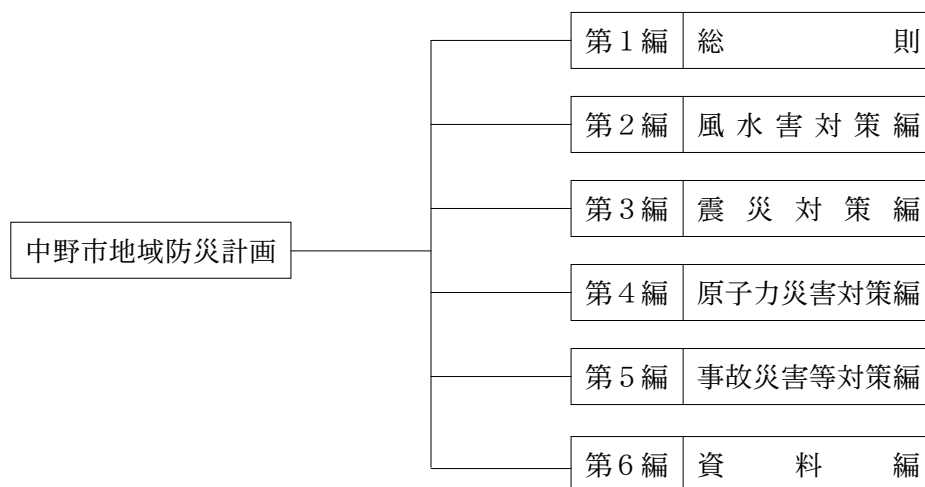 第１編 総則
第２編 風水害対策編
第３編 震災対策編
中野市地域防災計画
第４編 原子力災害対策編
第５編 事故災害等対策編
第６編 資料編